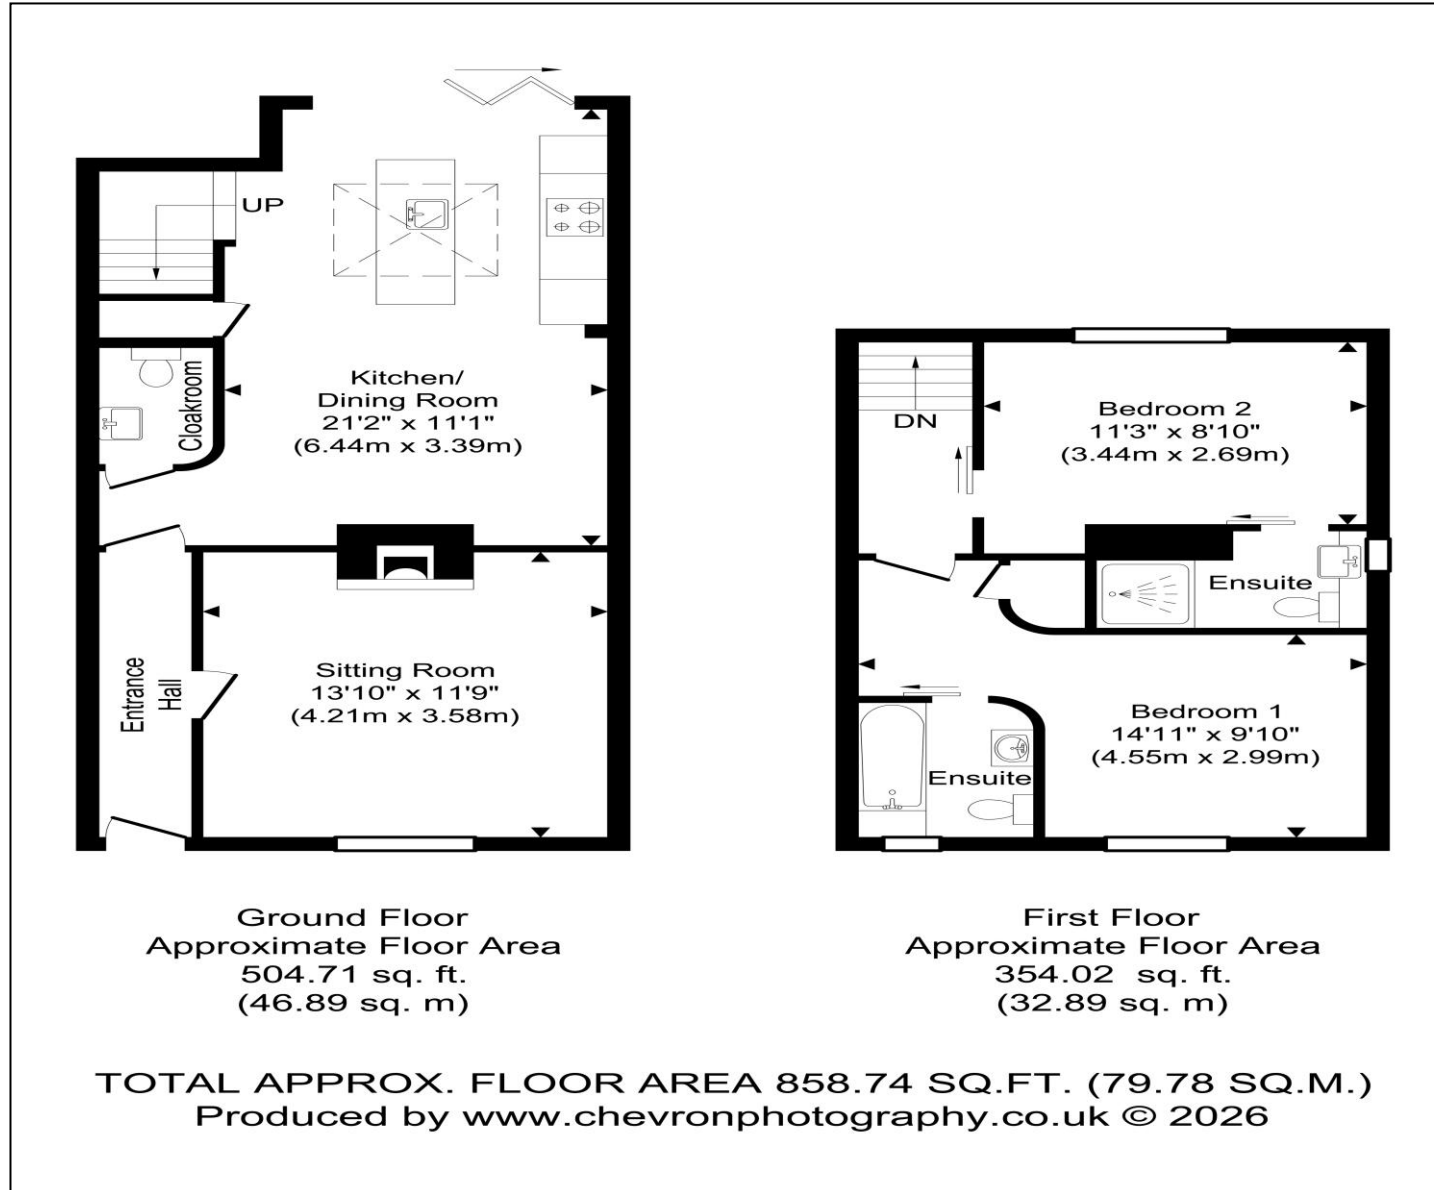 UP
Kitchen/
Dining Room
21'2" x 11'1"
(6.44m x 3.39m)
Cloakroom
Entrance
Hall
Sitting Room
13'10" x 11'9"
(4.21m x 3.58m)
DN
Bedroom 2
11'3" x 8'10"
(3.44m x 2.69m)
Ensuite
Bedroom 1
14'11" x 9'10"
(4.55m x 2.99m)
Ensuite
Ground Floor
Approximate Floor Area
504.71 sq. ft.
(46.89 sq. m)
First Floor
Approximate Floor Area
354.02 sq. ft.
(32.89 sq. m)
TOTAL APPROX. FLOOR AREA 858.74 SQ.FT. (79.78 SQ.M.)
Produced by www.chevronphotography.co.uk © 2026